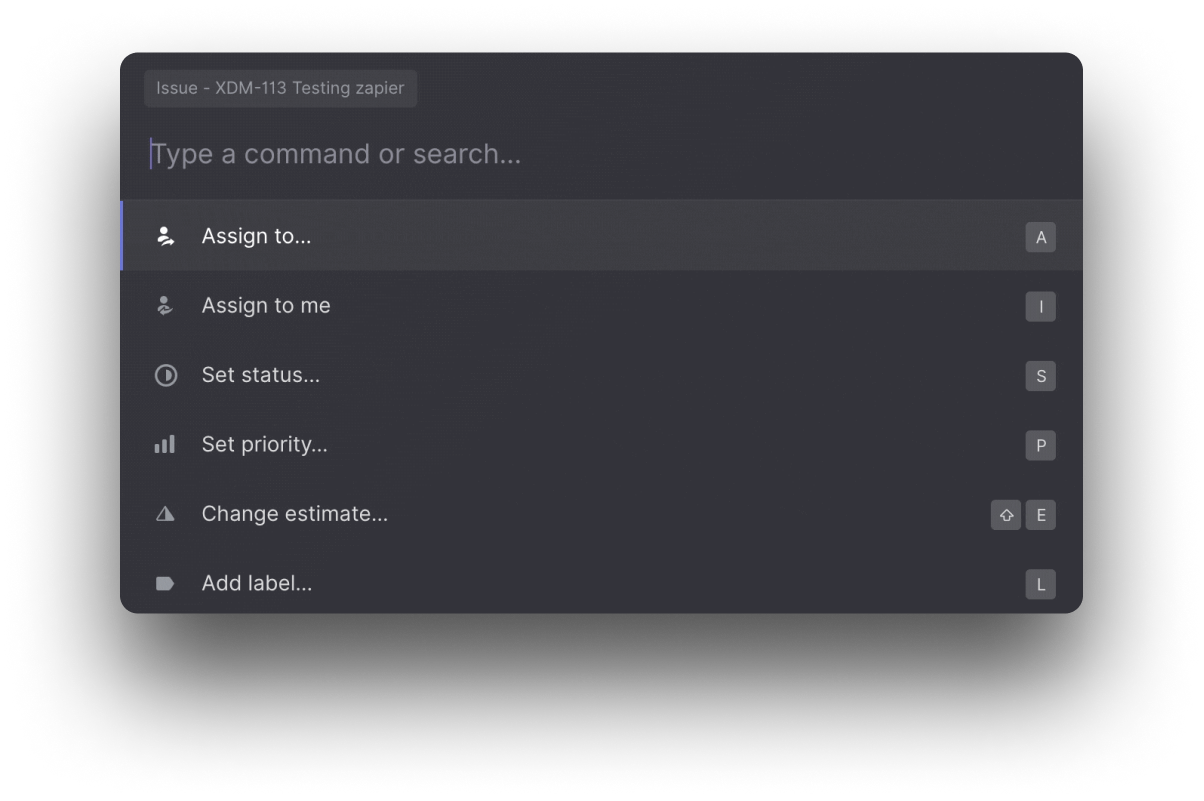 Issue - XDM-113 Testing zapier
Type a command or search...
Assign to... A
Assign to me I
Set status... S
Set priority... P
Change estimate... ⇧ E
Add label... L